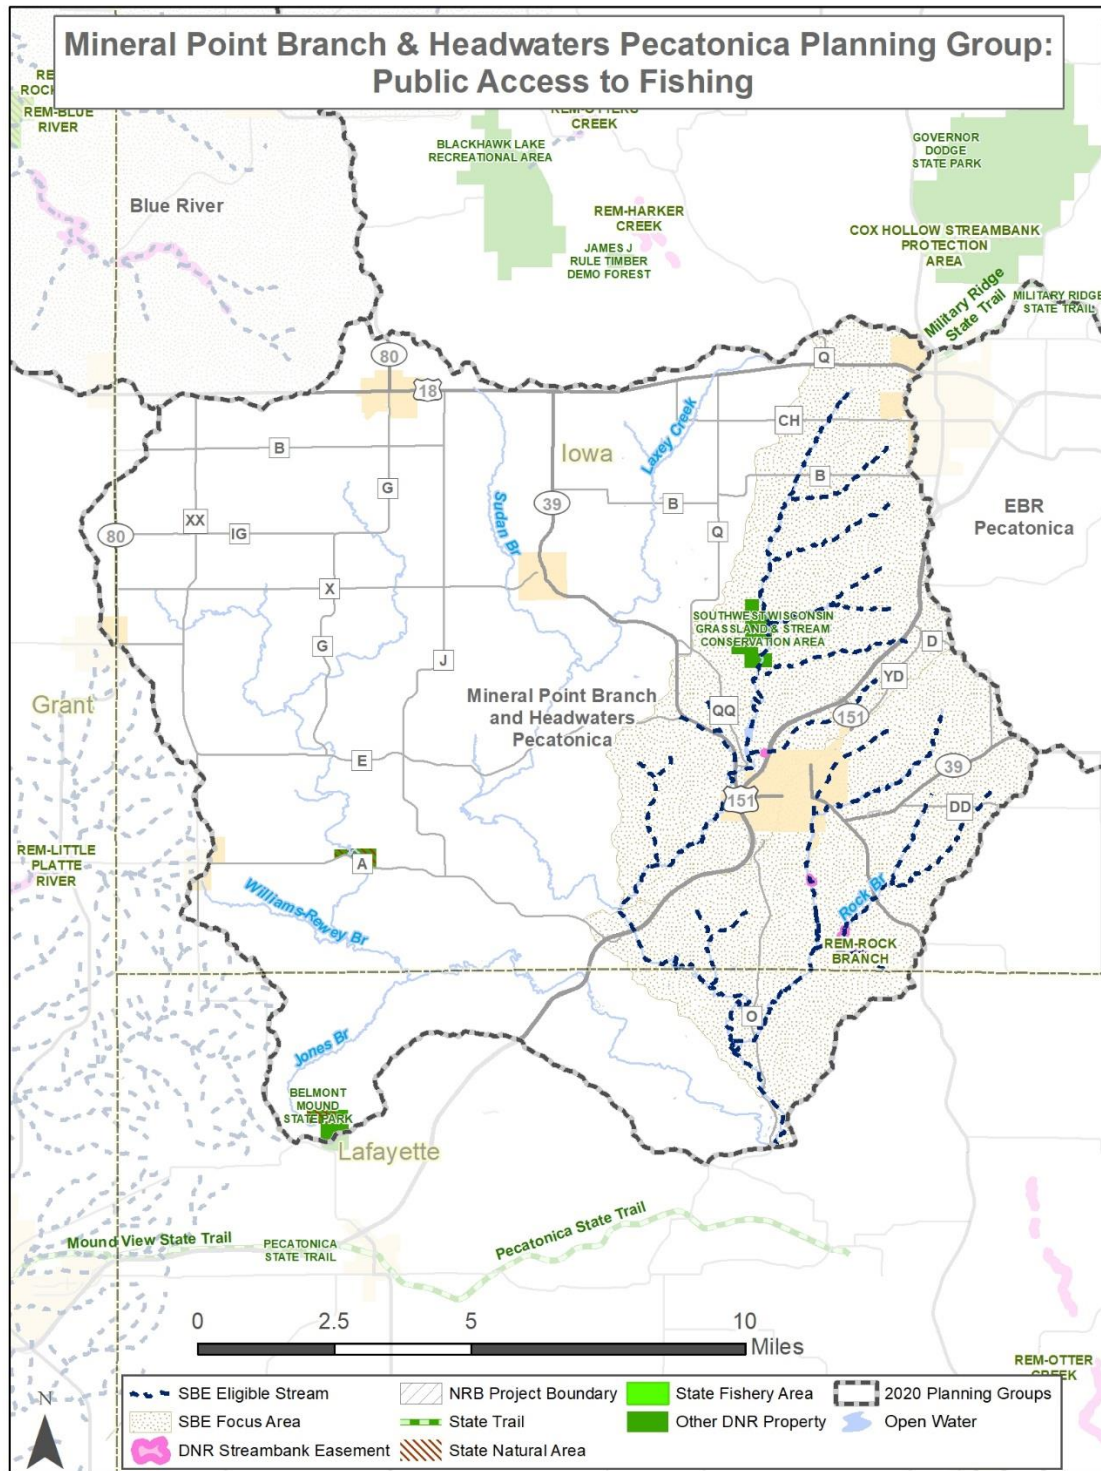 Mineral Point Branch & Headwaters Pecatonica Planning Group:
Public Access to Fishing
REM-BLUE
RIVER
CREEK
BLACKHAWK LAKE
RECREATIONAL AREA
GOVERNOR
DODGE
STATE PARK
Blue River
REM-HARKER
CREEK
COX HOLLOW STREAMBANK
PROTECTION
AREA
JAMES J
RULE TIMBER
DEMO FOREST
Military Ridge
State Trail
MILITARY RIDGE
STATE TRAIL
80
Q
18
CH
Laxey Creek
B
Iowa
B
G
Sudan Br
39
B
EBR
Pecatonica
XX
80
IG
Q
X
SOUTHWEST WISCONSIN
GRASSLAND & STREAM
CONSERVATION AREA
G
J
D
YD
Grant
Mineral Point Branch
and Headwaters
Pecatonica
QQ
151
E
39
151
DD
REM-LITTLE
PLATTE
RIVER
A
Williams-Rewey Br
Rock Br
REM-ROCK
BRANCH
O
Jones Br
BELMONT
MOUND
STATE PARK
Lafayette
Mound View State Trail
PECATONICA
STATE TRAIL
Pecatonica State Trail
0 2.5 5 10
Miles
REM-OTTER
CREEK
N
SBE Eligible Stream
SBE Focus Area
DNR Streambank Easement
NRB Project Boundary
State Trail
State Natural Area
State Fishery Area
Other DNR Property
2020 Planning Groups
Open Water